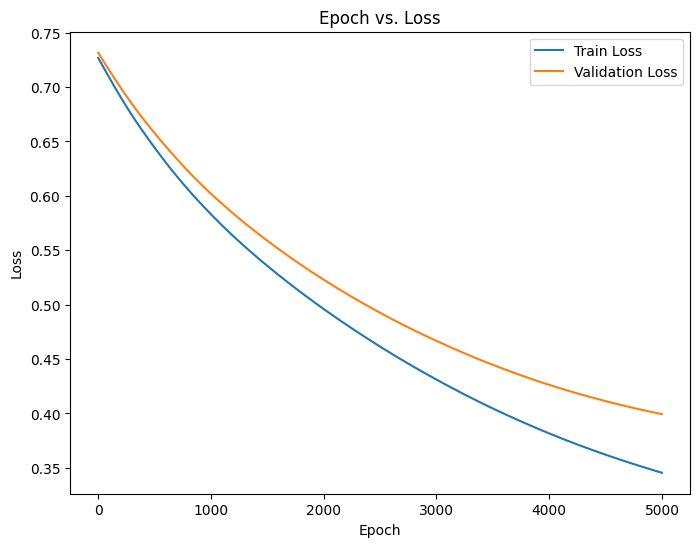 Epoch vs. Loss
Train Loss
Validation Loss
0.75
0.70
0.65
0.60
0.55
0.50
0.45
0.40
0.35
Loss
0 1000 2000 3000 4000 5000
Epoch